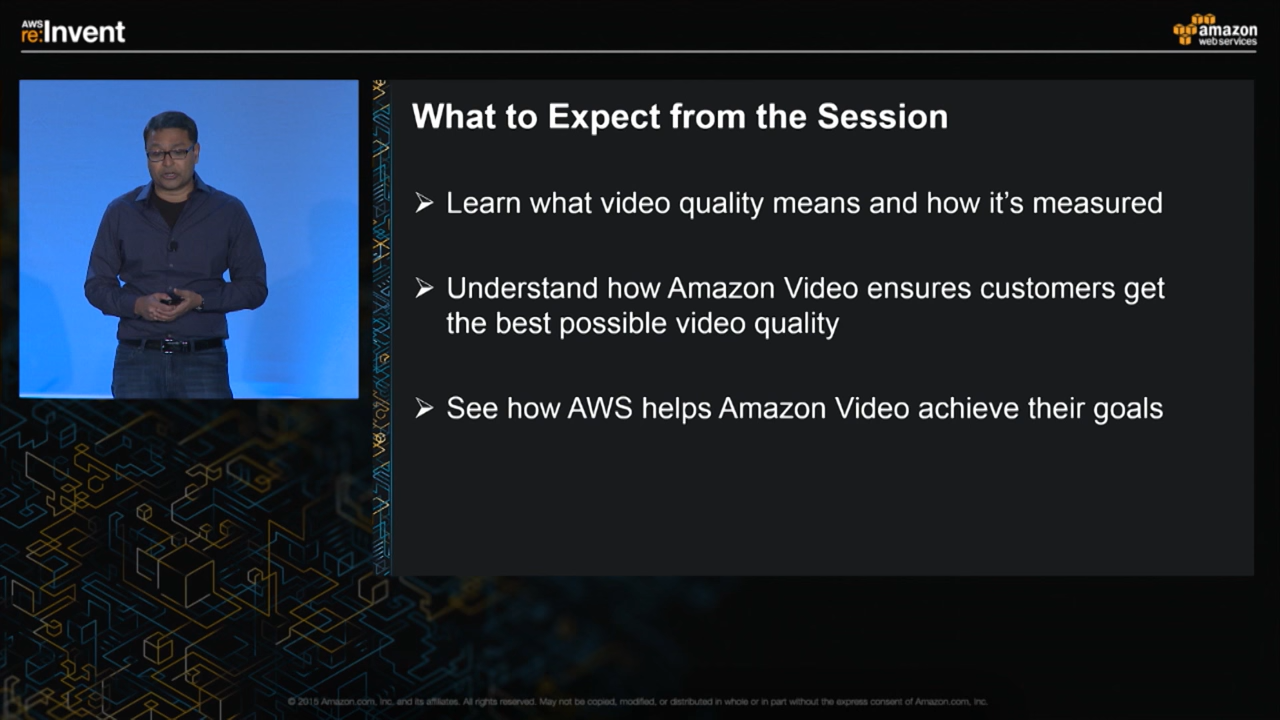 AWS
re:Invent
amazon
web services
What to Expect from the Session
➢ Learn what video quality means and how it's measured
➢ Understand how Amazon Video ensures customers get
the best possible video quality
➢ See how AWS helps Amazon Video achieve their goals
© 2015 Amazon.com, Inc. and its affiliates. All rights reserved. May not be copied, modified, or distributed in whole or in part without the express consent of Amazon.com, Inc.